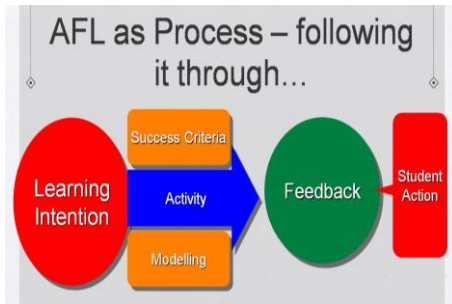 AFL as Process – following
it through…
Success Criteria
Learning
Intention
Activity
Modelling
Feedback
Student
Action